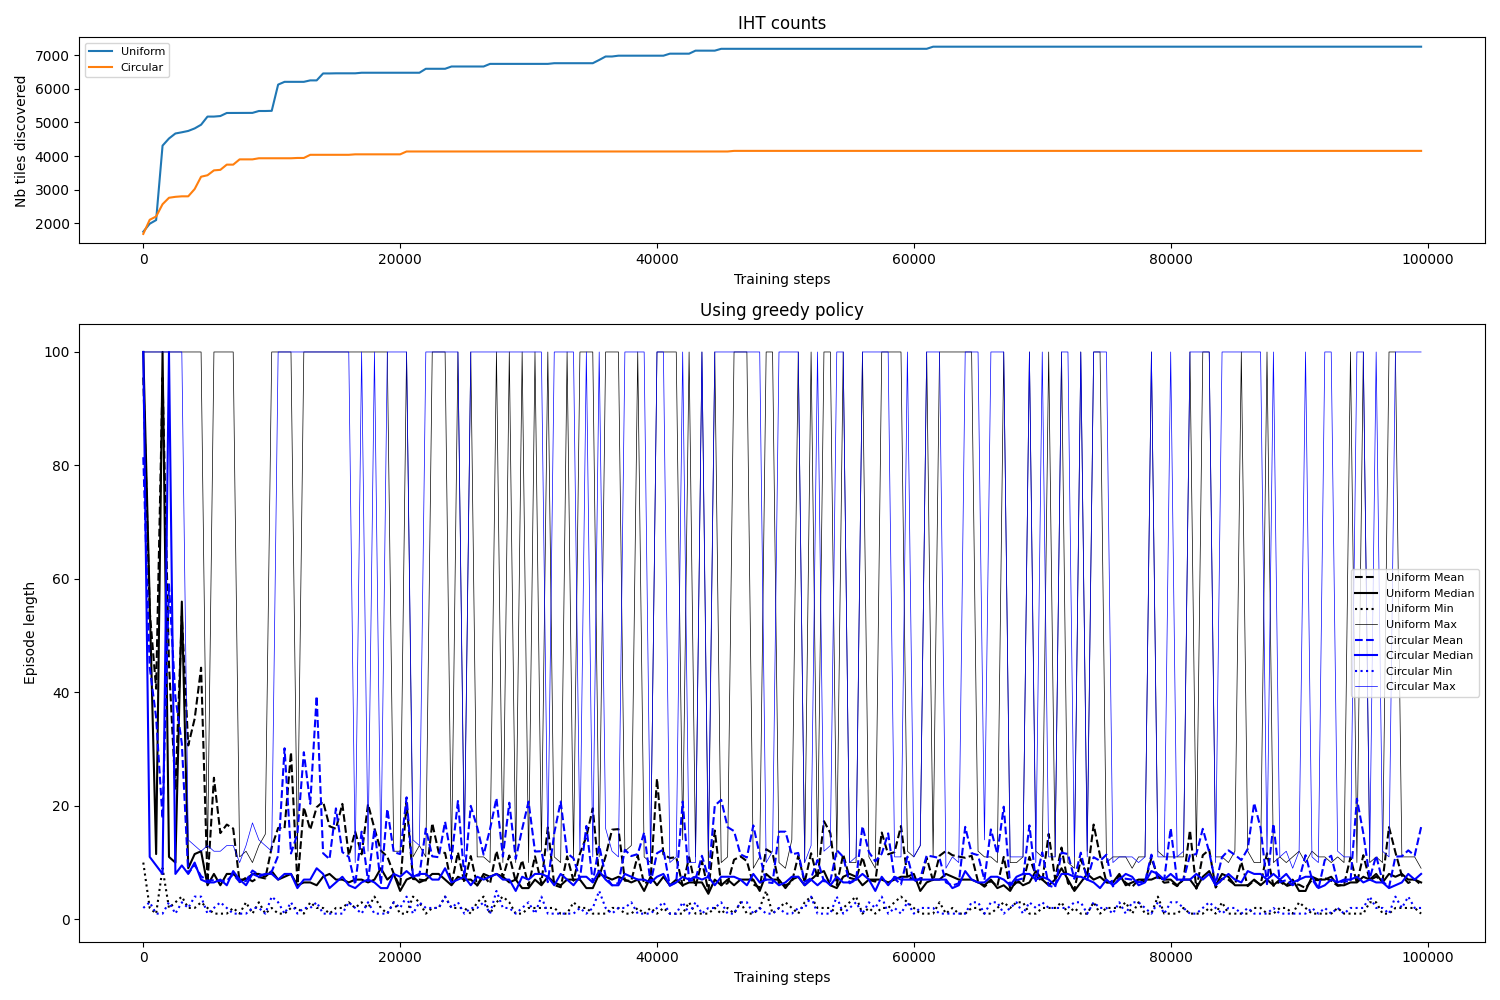 IHT counts
Nb tiles discovered
7000
6000
5000
4000
3000
2000
Uniform
Circular
0
20000
40000
60000
80000
100000
Training steps
Using greedy policy
Episode length
100
80
60
40
20
0
Uniform Mean
Uniform Median
Uniform Min
Uniform Max
Circular Mean
Circular Median
Circular Min
Circular Max
0
20000
40000
60000
80000
100000
Training steps